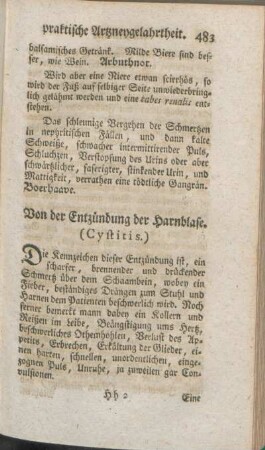 praktische Artzneygelahrtheit. 483
balsamisches Getränk. Milde Biere sind bes-
ser, wie Wein. Arbuthnot.
Wird aber eine Niere etwan scirrhös, so
wird der Fuß auf selbiger Seite unwiederbring-
lich gelähmt werden und eine tabes renalis ent-
stehen.
Das schleunige Vergehen der Schmertzen
in nephritischen Fällen, und dann kalte
Schweiße, schwacher intermittirender Puls,
Schluchzen, Verstopfung des Urins oder aber
schwärtzlicher, faserigter, stinkender Urin, und
Mattigkeit, verrathen eine tödtliche Gangrän.
Boerhaave.
Von der Entzündung der Harnblase.
(Cystitis.)
Die Kennzeichen dieser Entzündung ist, ein
scharfer, brennender und drückender
Schmertz über dem Schaambein, wobey ein
Fieber, beständiges Drängen zum Stuhl und
Harnen dem Patienten beschwerlich wird. Noch
ferner bemerkt mann dabey ein Kollern und
Reißen im Leibe, Beängstigung ums Hertz,
beschwerliches Othemhohlen, Verlust des Ap-
petits, Erbrechen, Erkältung der Glieder, ei-
nen harten, schnellen, unordentlichen, einge-
zognen Puls, Unruhe, ja zuweilen gar Con-
vulsionen.
Hh 2 Eine